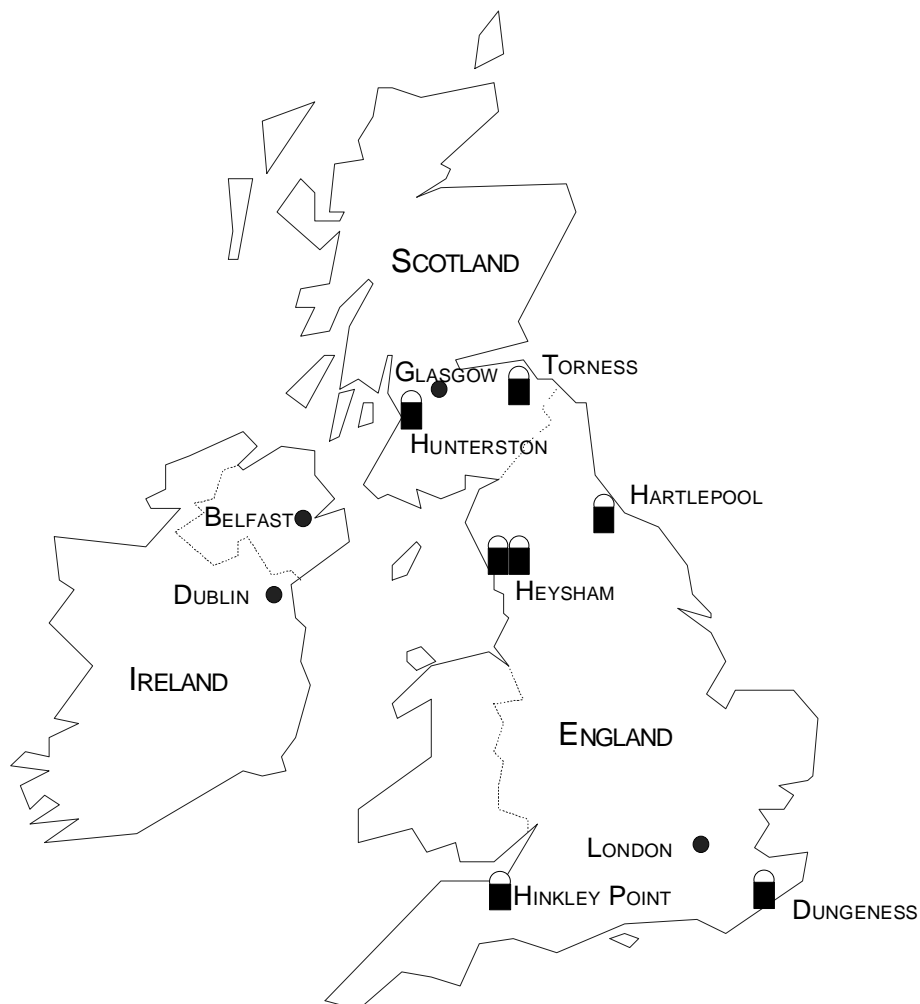 SCOTLAND
TORNESS
GLASGOW
HUNTERSTON
HARTLEPOOL
BELFAST
HEYSHAM
DUBLIN
IRELAND
ENGLAND
LONDON
HINKLEY POINT
DUNGENESS